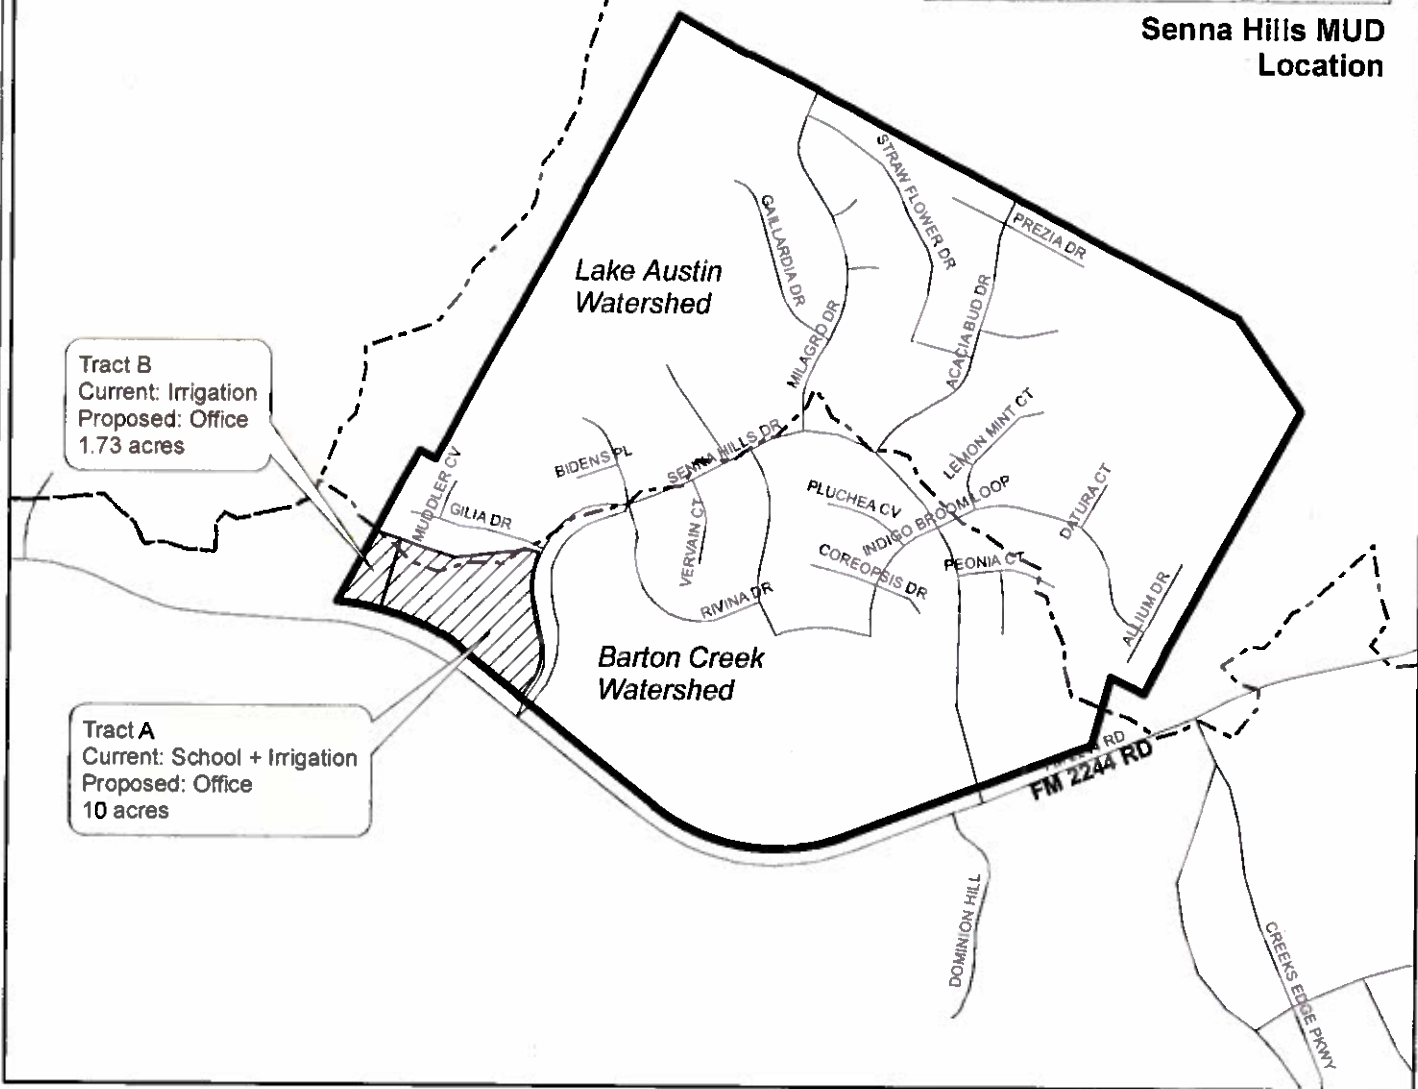 Senna Hills MUD
Location
STRAW FLOWER DR
GAILLARDIA DR
PREZIA DR
Lake Austin
Watershed
MILAGRO DR
ACACIA BUD DR
Tract B
Current: Irrigation
Proposed: Office
1.73 acres
LEMON MINT CT
SENNA HILLS DR
BIDENS PL
MUDDLER CV
GILIA DR
PLUCHEA CV
INDIGO BROOM LOOP
DATURA CT
VERVAIN CT
COREOPSIS DR
PEONIA CT
RIVINA DR
ALLIUM DR
Barton Creek
Watershed
Tract A
Current: School + Irrigation
Proposed: Office
10 acres
RD
FM 2244 RD
DOMINION HILL
CREEKS EDGE PKWY